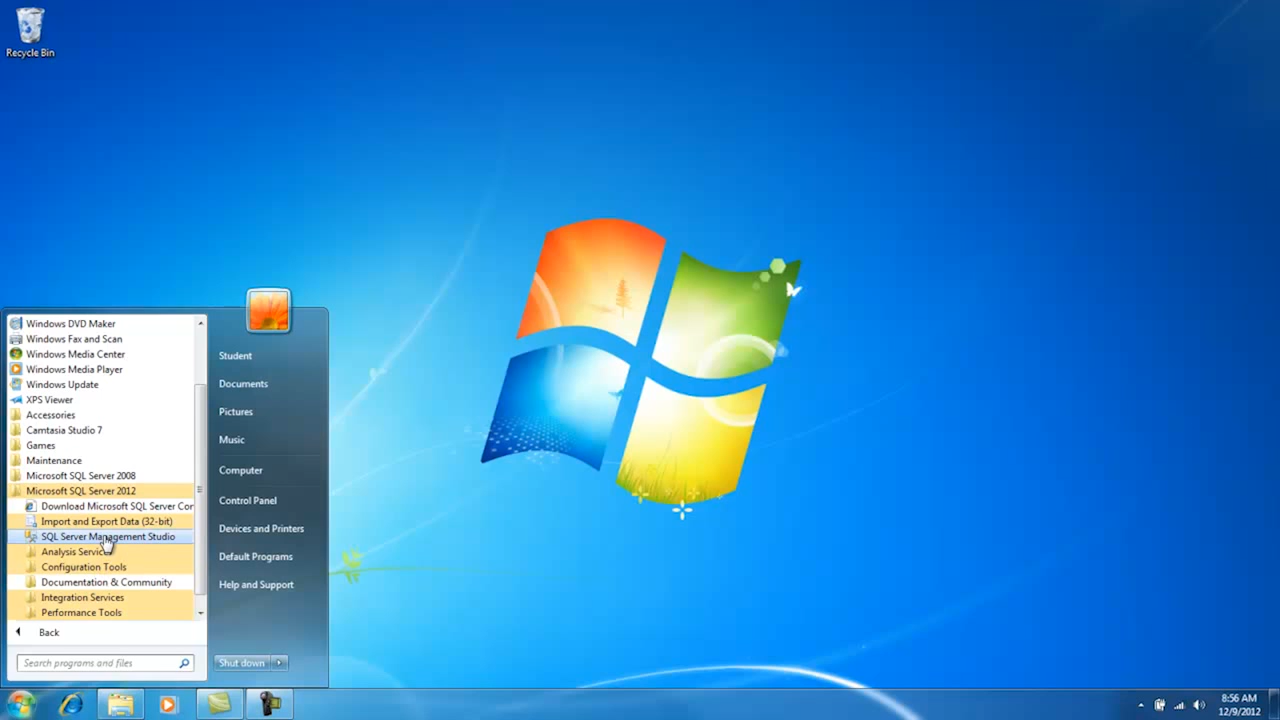 Recycle Bin
Windows DVD Maker
Windows Fax and Scan
Windows Media Center
Windows Media Player
Windows Update
XPS Viewer
Accessories
Camtasia Studio 7
Games
Maintenance
Microsoft SQL Server 2008
Microsoft SQL Server 2012
Download Microsoft SQL Server Cor
Import and Export Data (32-bit)
SQL Server Management Studio
Analysis Services
Configuration Tools
Documentation & Community
Integration Services
Performance Tools
Back
Search programs and files
Student
Documents
Pictures
Music
Computer
Control Panel
Devices and Printers
Default Programs
Help and Support
Shut down
8:56 AM
12/9/2012